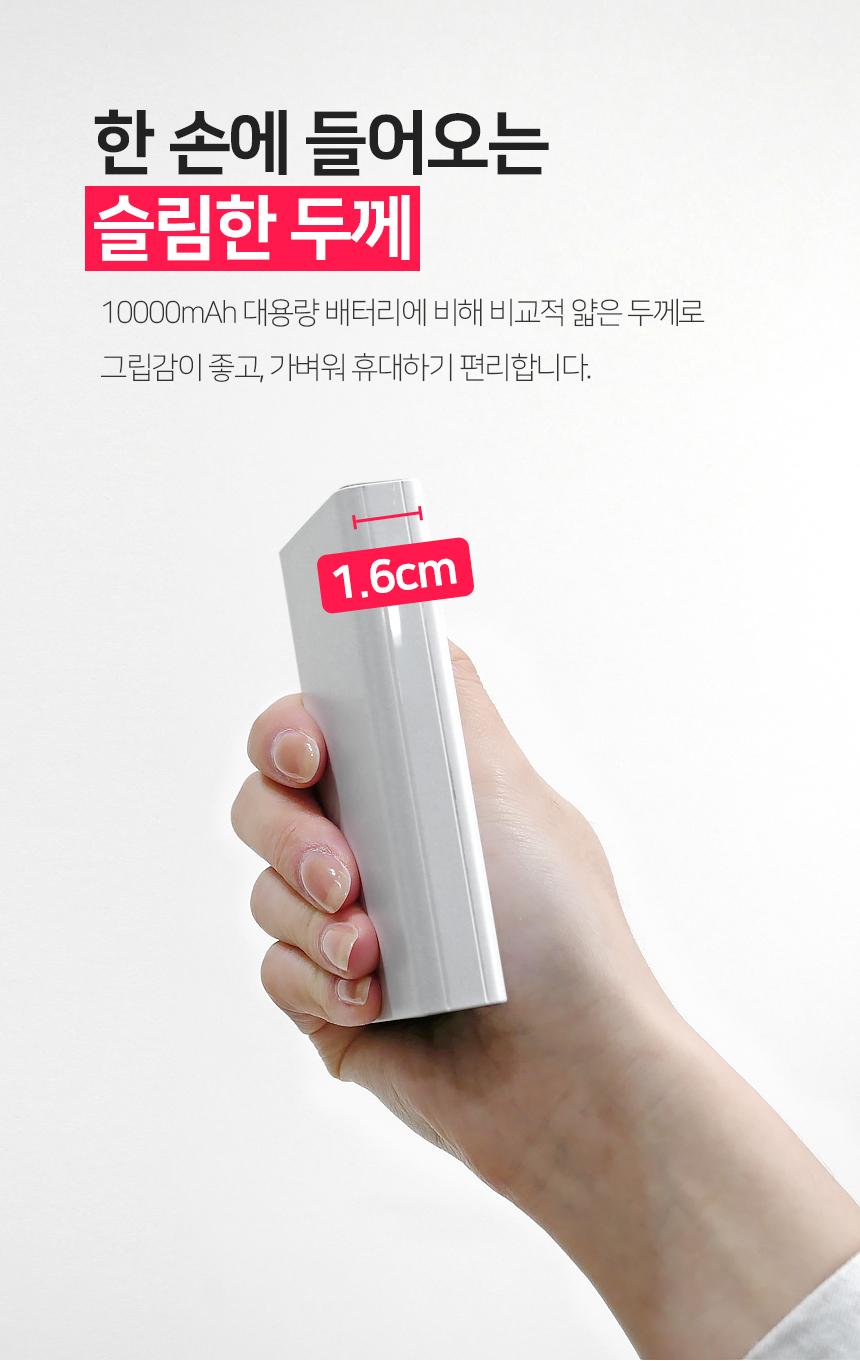 한 손에 들어오는
슬림한 두께
10000mAh 대용량 배터리에 비해 비교적 얇은 두께로
그립감이 좋고, 가벼워 휴대하기 편리합니다.
1.6cm